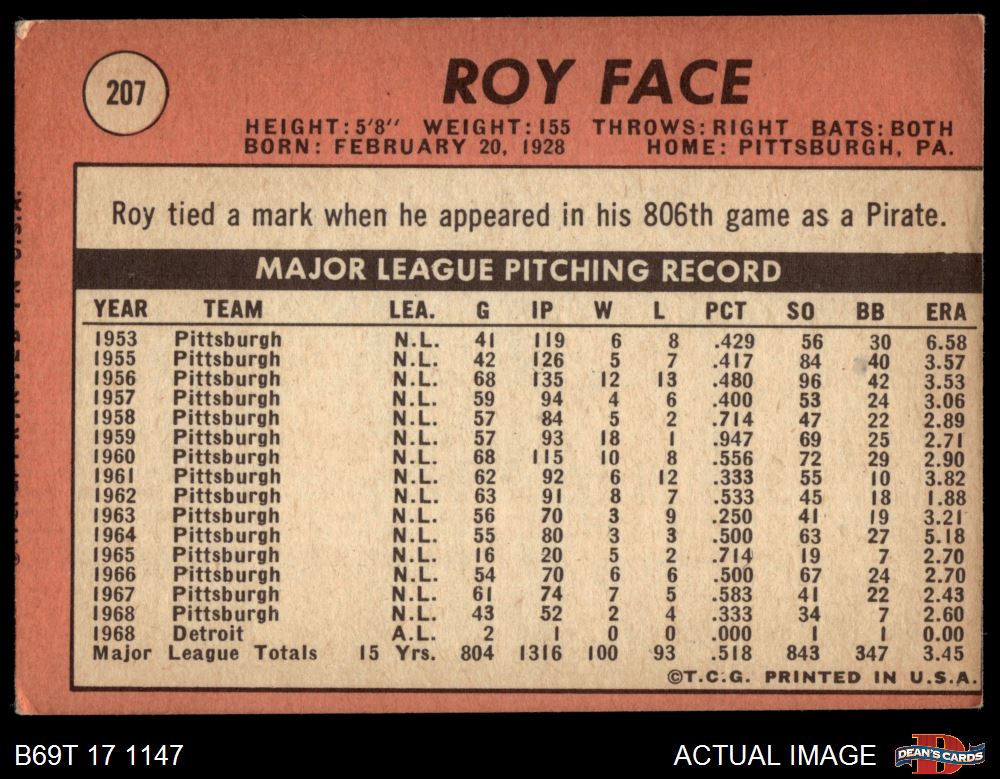 207
ROY FACE
HEIGHT: 5'8" WEIGHT: 155 THROWS: RIGHT BATS: BOTH
BORN: FEBRUARY 20, 1928 HOME: PITTSBURGH, PA.
Roy tied a mark when he appeared in his 806th game as a Pirate.
MAJOR LEAGUE PITCHING RECORD
YEAR TEAM LEA. G IP W L PCT SO BB ERA
1953 Pittsburgh N.L. 41 119 6 8 .429 56 30 6.58
1955 Pittsburgh N.L. 42 126 5 7 .417 84 40 3.57
1956 Pittsburgh N.L. 68 135 12 13 .480 96 42 3.53
1957 Pittsburgh N.L. 59 94 4 6 .400 53 24 3.06
1958 Pittsburgh N.L. 57 84 5 2 .714 47 22 2.89
1959 Pittsburgh N.L. 57 93 18 1 .947 69 25 2.71
1960 Pittsburgh N.L. 68 115 10 8 .556 72 29 2.90
1961 Pittsburgh N.L. 62 92 6 12 .333 55 10 3.82
1962 Pittsburgh N.L. 63 91 8 7 .533 45 18 1.88
1963 Pittsburgh N.L. 56 70 3 9 .250 41 19 3.21
1964 Pittsburgh N.L. 55 80 3 3 .500 63 27 5.18
1965 Pittsburgh N.L. 16 20 5 2 .714 19 7 2.70
1966 Pittsburgh N.L. 54 70 6 6 .500 67 24 2.70
1967 Pittsburgh N.L. 61 74 7 5 .583 41 22 2.43
1968 Pittsburgh N.L. 43 52 2 4 .333 34 7 2.60
1968 Detroit A.L. 2 1 0 0 .000 1 1 0.00
Major League Totals 15 Yrs. 804 1316 100 93 .518 843 347 3.45
©T.C.G. PRINTED IN U.S.A.
B69T 17 1147
ACTUAL IMAGE
DEAN'S CARDS